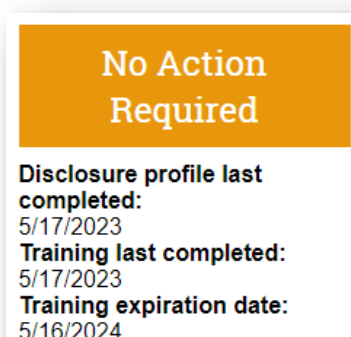 No Action
Required
Disclosure profile last
completed:
5/17/2023
Training last completed:
5/17/2023
Training expiration date:
5/16/2024